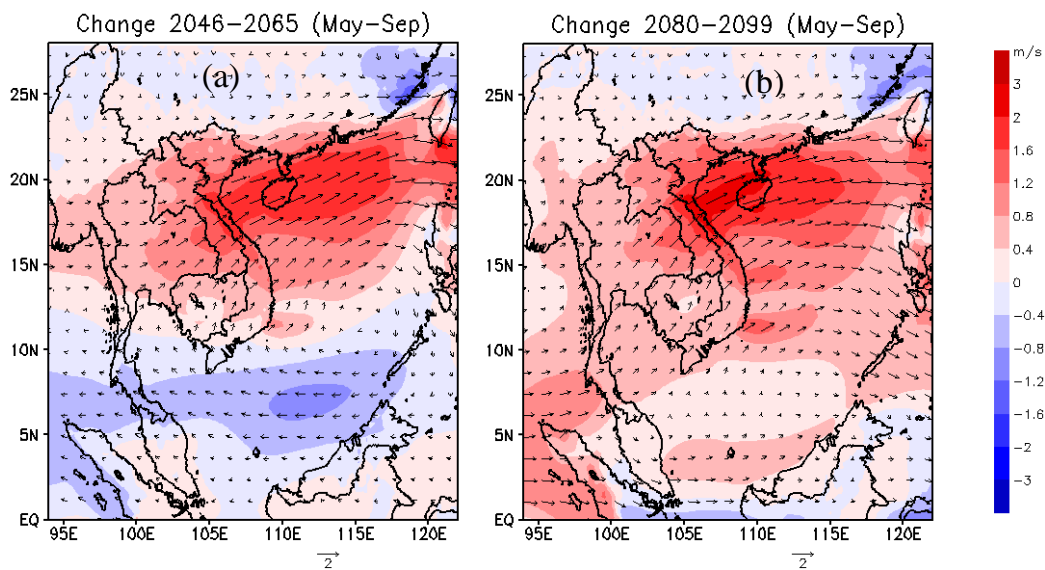 Change 2046–2065 (May–Sep)
Change 2080–2099 (May–Sep)
(a)
(b)
25N
20N
15N
10N
5N
EQ
95E 100E 105E 110E 115E 120E
2
25N
20N
15N
10N
5N
EQ
95E 100E 105E 110E 115E 120E
2
m/s
3
2
1.6
1.2
0.8
0.4
0
−0.4
−0.8
−1.2
−1.6
−2
−3